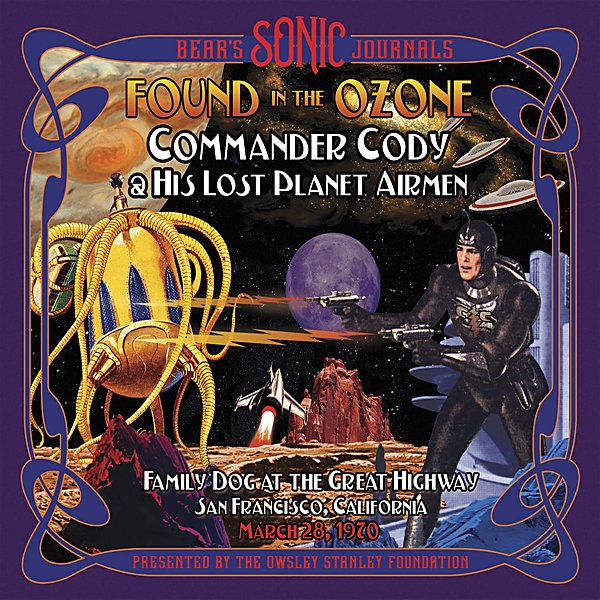 BEAR'S SONIC JOURNALS
FOUND IN THE OZONE
COMMANDER CODY
& HIS LOST PLANET AIRMEN
FAMILY DOG AT THE GREAT HIGHWAY
SAN FRANCISCO, CALIFORNIA
MARCH 28, 1970
PRESENTED BY THE OWSLEY STANLEY FOUNDATION